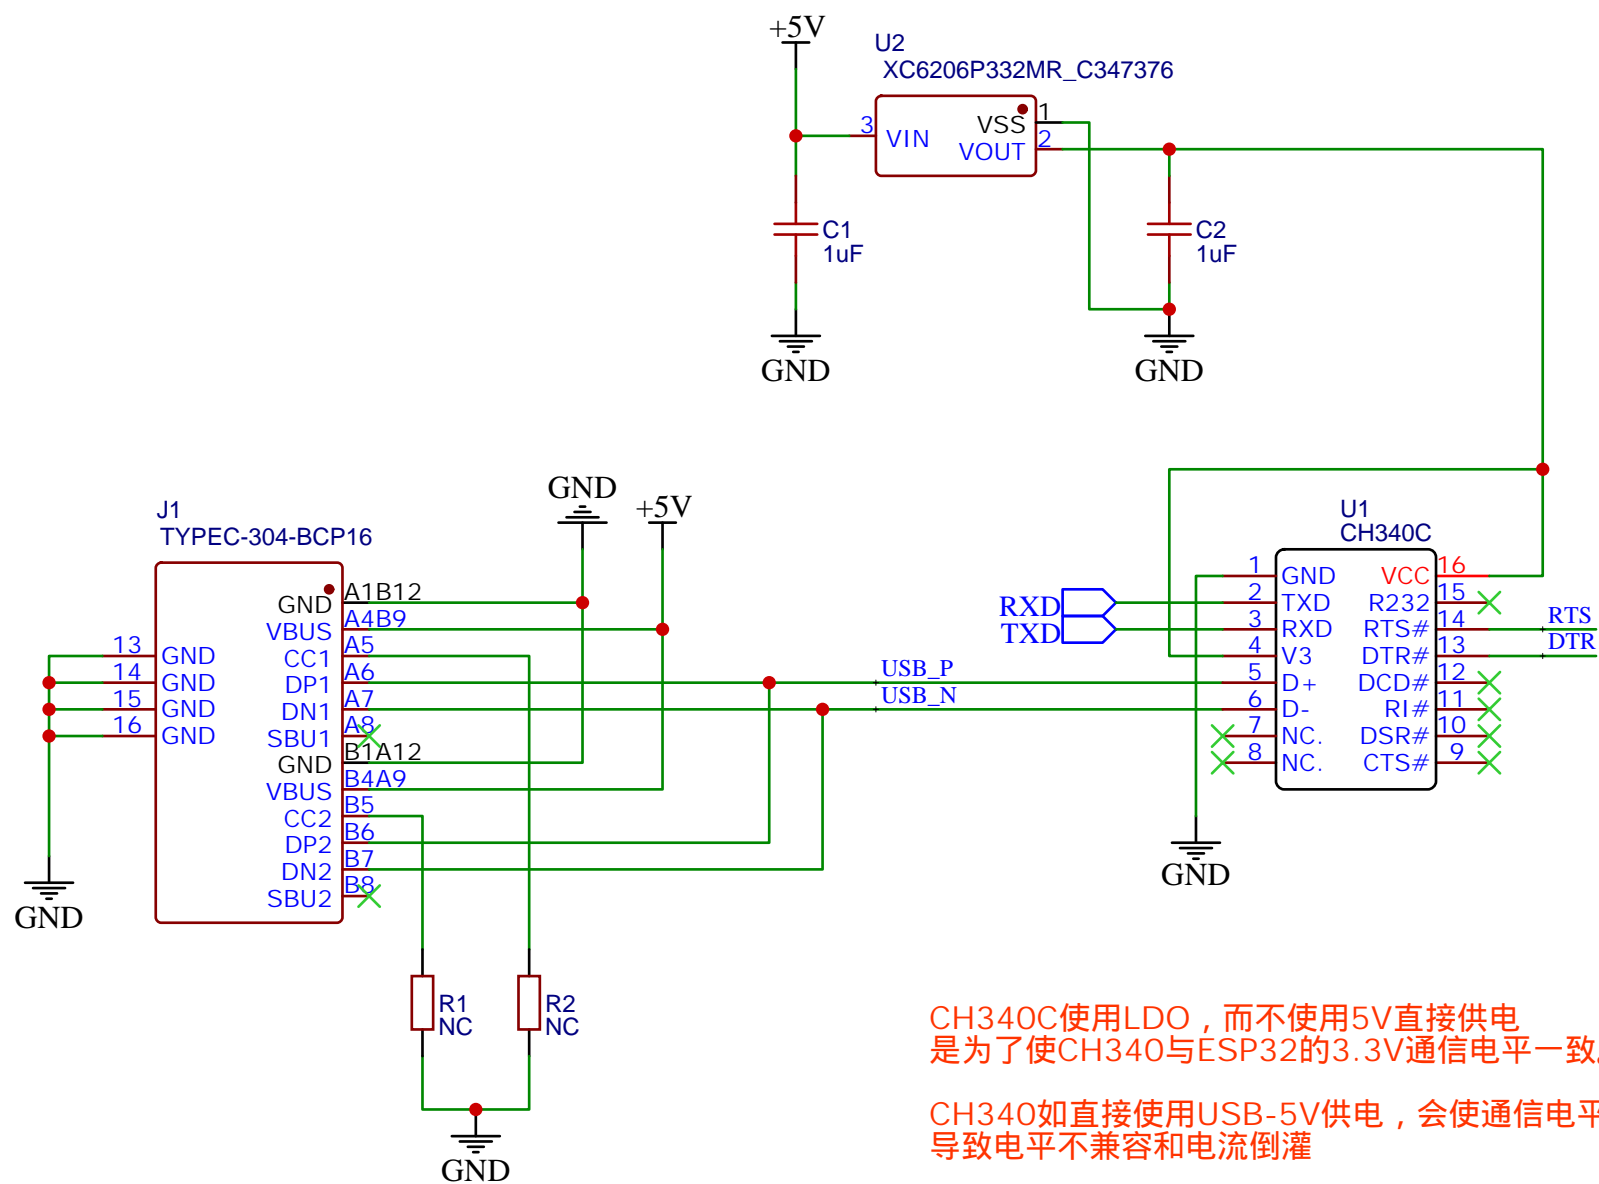 +5V
U2
XC6206P332MR_C347376
3
VIN
VSS
1
VOUT
2
C1
1uF
C2
1uF
GND
GND
GND
+5V
J1
TYPEC-304-BCP16
GND A1B12
VBUS A4B9
CC1 A5
DP1 A6
DN1 A7
SBU1 A8
GND B1A12
VBUS B4A9
CC2 B5
DP2 B6
DN2 B7
SBU2 B8
13 GND
14 GND
15 GND
16 GND
GND
R1
NC
R2
NC
GND
USB_P
USB_N
RXD
TXD
U1
CH340C
1 GND VCC 16
2 TXD R232 15
3 RXD RTS# 14
4 V3 DTR# 13
5 D+ DCD# 12
6 D- RI# 11
7 NC. DSR# 10
8 NC. CTS# 9
RTS
DTR
GND
CH340C使用LDO，而不使用5V直接供电
是为了使CH340与ESP32的3.3V通信电平一致
CH340如直接使用USB-5V供电，会使通信电平
导致电平不兼容和电流倒灌